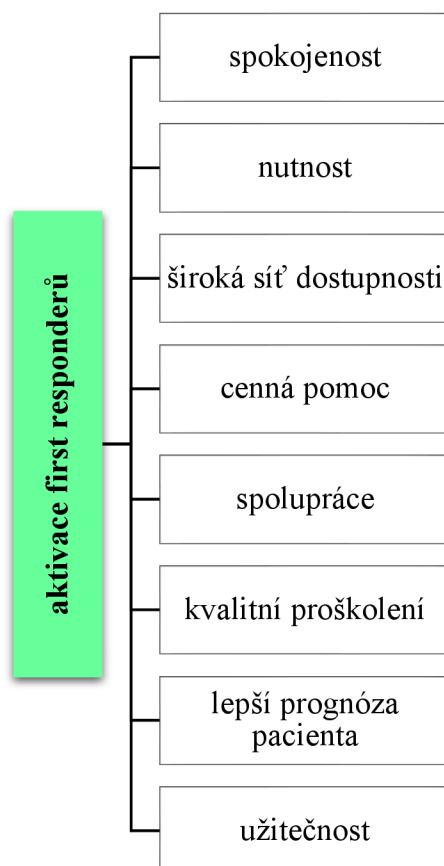 aktivace first responderů
spokojenost
nutnost
široká síť dostupnosti
cenná pomoc
spolupráce
kvalitní proškolení
lepší prognóza
pacienta
užitečnost